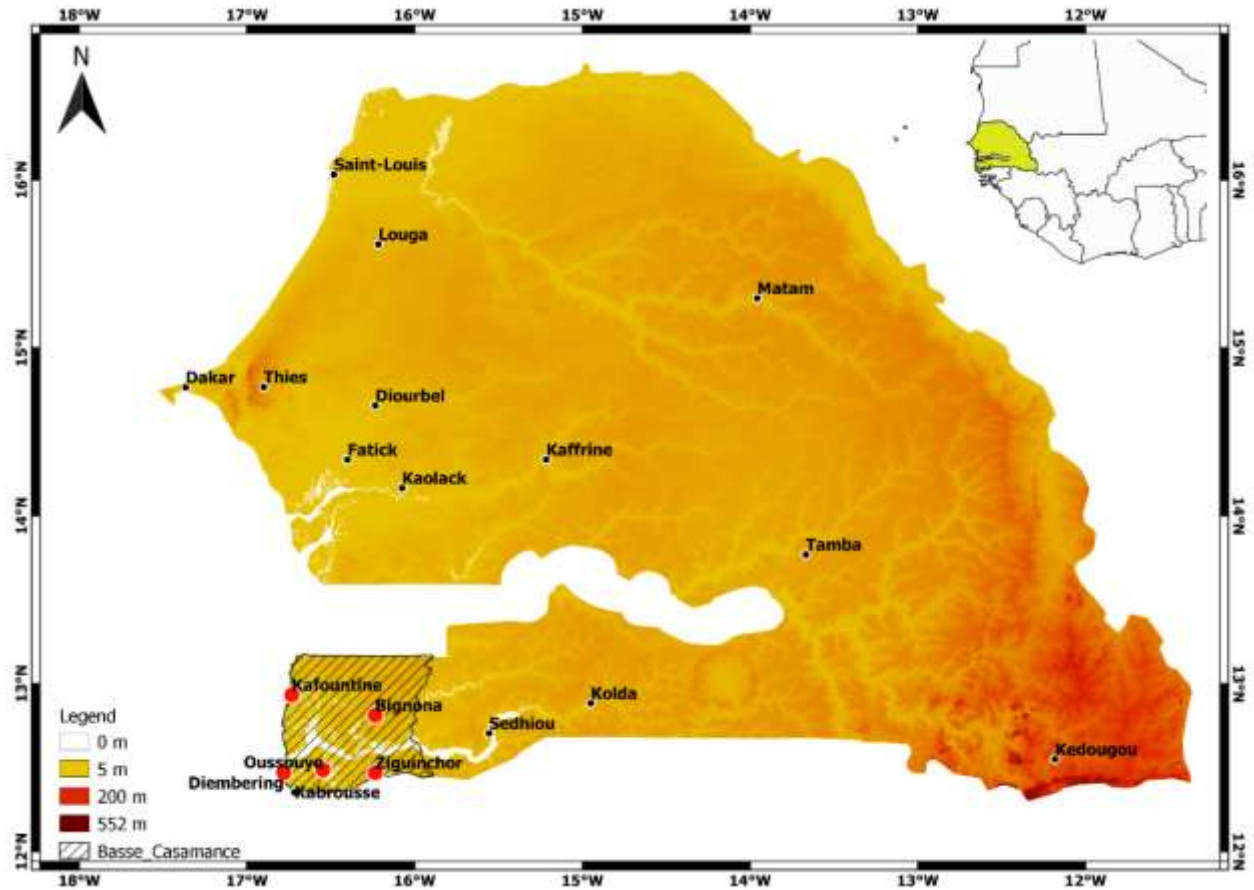 18°W 17°W 16°W 15°W 14°W 13°W 12°W
N
16°N 16°N
Saint-Louis
Louga
Matam
15°N 15°N
Dakar Thies
Diourbel
Fatick Kaffrine
Kaolack
14°N 14°N
Tamba
13°N 13°N
Kafountine
Kolda
Bignona
Sedhiou
Legend
0 m
5 m
200 m
552 m
Basse_Casamance
Oussouye Ziguinchor
Diembering
Kabrousse
Kedougou
12°N 12°N
18°W 17°W 16°W 15°W 14°W 13°W 12°W